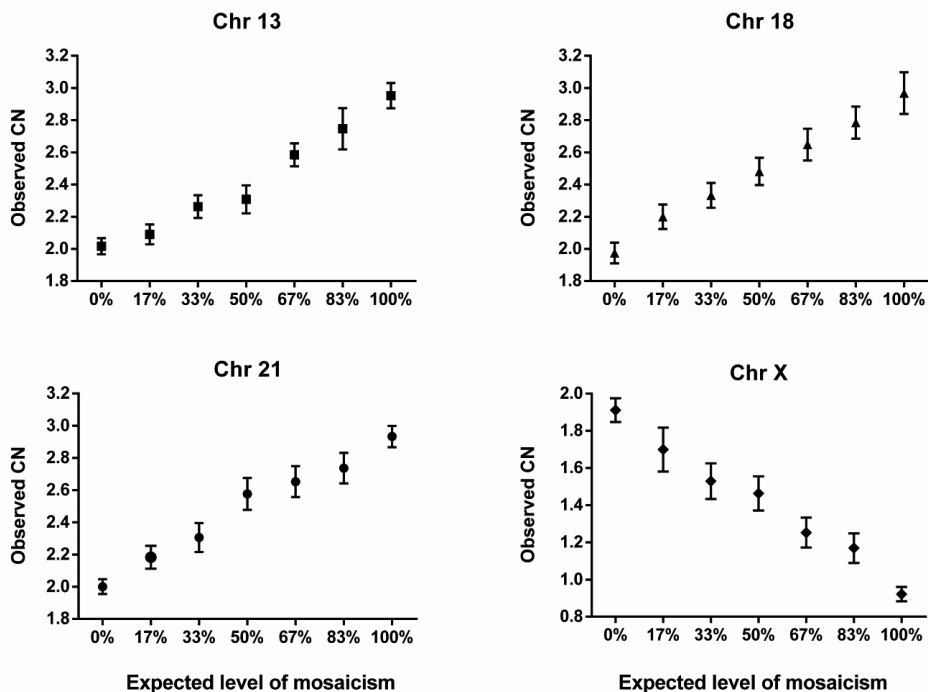 Chr 13
Observed CN
3.2
3.0
2.8
2.6
2.4
2.2
2.0
1.8
0% 17% 33% 50% 67% 83% 100%
Chr 18
Observed CN
3.2
3.0
2.8
2.6
2.4
2.2
2.0
1.8
0% 17% 33% 50% 67% 83% 100%
Chr 21
Observed CN
3.2
3.0
2.8
2.6
2.4
2.2
2.0
1.8
0% 17% 33% 50% 67% 83% 100%
Expected level of mosaicism
Chr X
Observed CN
2.0
1.8
1.6
1.4
1.2
1.0
0.8
0% 17% 33% 50% 67% 83% 100%
Expected level of mosaicism